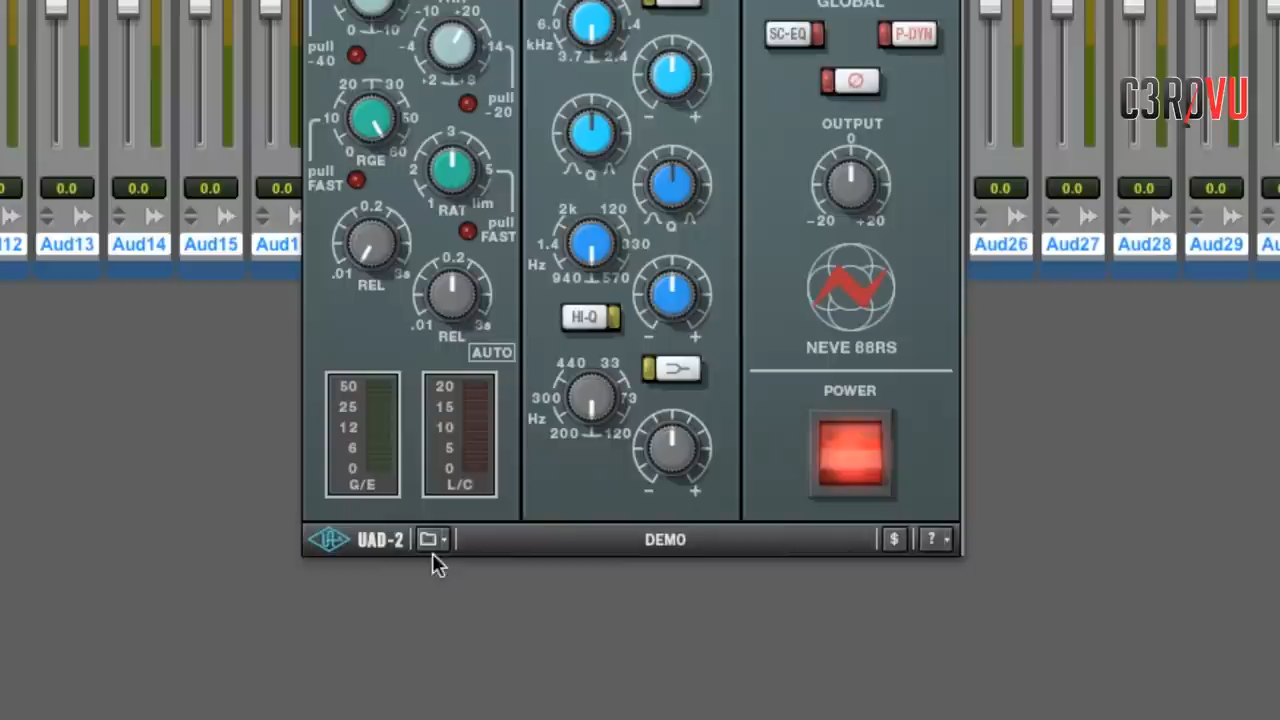 GLOBAL
SC-EQ
P-DYN
C3RØVU
OUTPUT
0
-20 +20
NEVE 88RS
POWER
0 -10
pull
-40
-10 +20
-4 14
pull
-20
20 30
10 50
0 60
RGE
pull
FAST
3
2 5
1 lim
RAT
pull
FAST
0.2
.01 3s
REL
0.2
.01 3s
REL
AUTO
50
25
12
6
0
G/E
20
15
10
5
0
L/C
6.0
kHz
3.7 2.4
- +
Q
Q
2k 120
1.4 330
Hz
940 570
- +
HI-Q
440 33
300 73
Hz
200 120
- +
UAD-2
DEMO
$
? 
0.0 0.0 0.0 0.0
0.0 0.0 0.0 0.0
Aud13 Aud14 Aud15
Aud26 Aud27 Aud28 Aud29